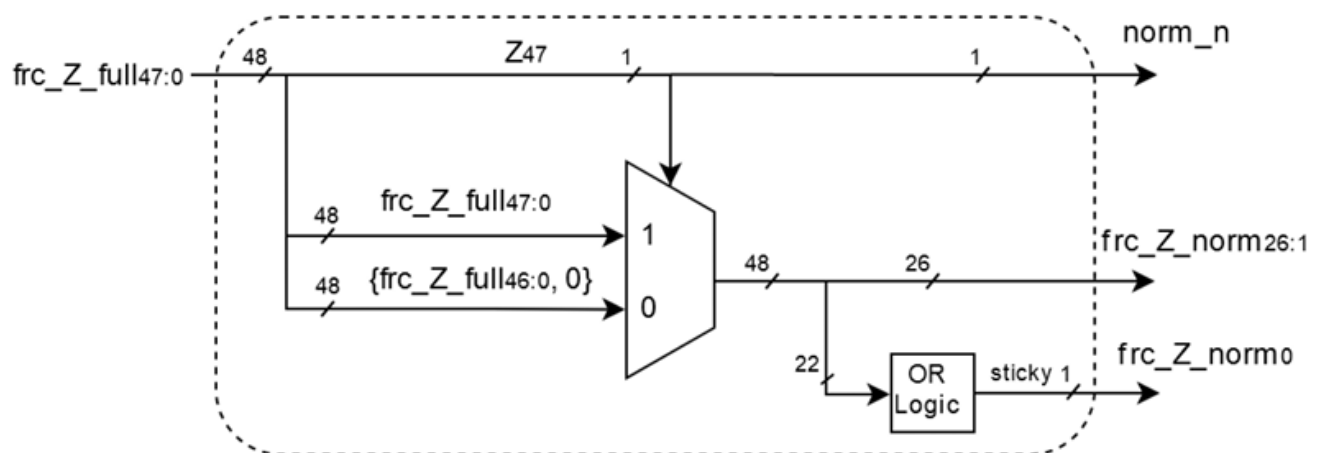 norm_n
48
Z47
1
1
frc_Z_full47:0
frc_Z_full47:0
48
1
frc_Z_norm26:1
48
{frc_Z_full46:0, 0}
48
26
0
frc_Z_norm0
22
OR
Logic
sticky 1